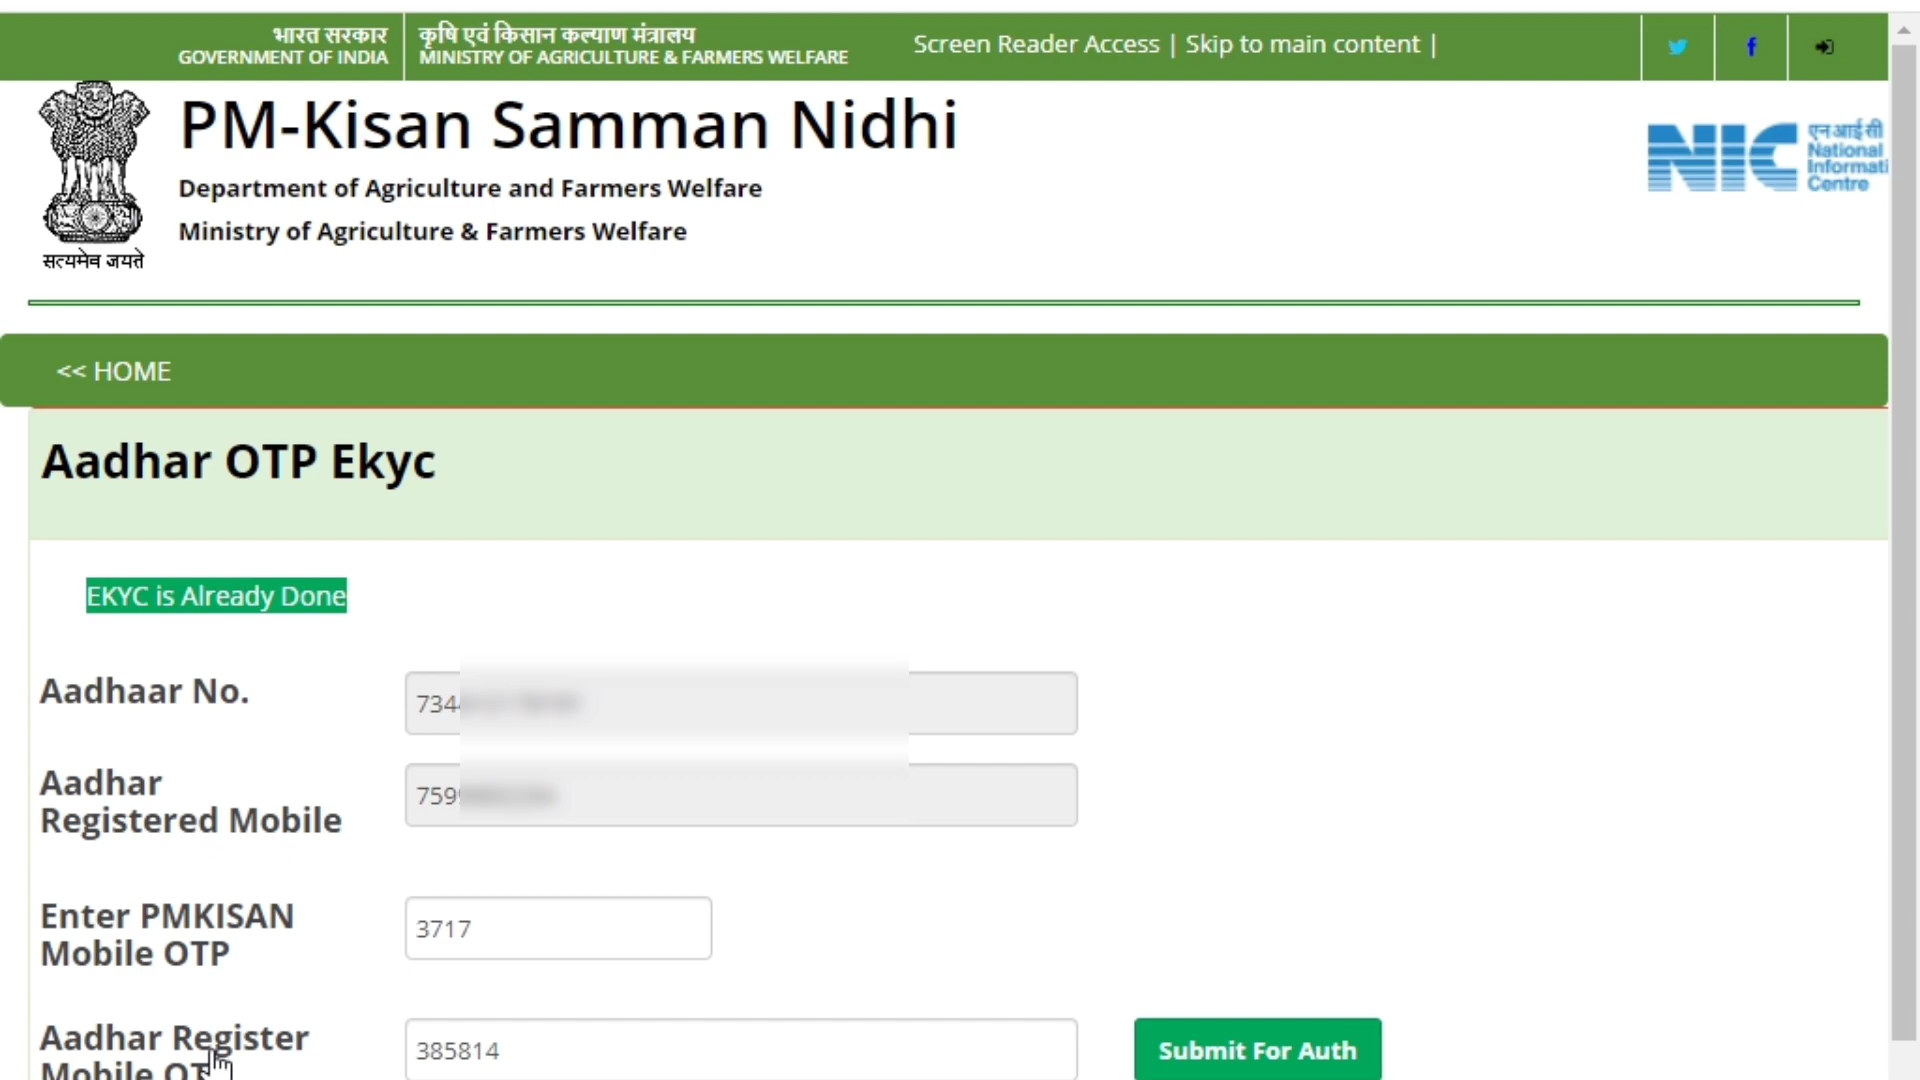 भारत सरकार
GOVERNMENT OF INDIA
कृषि एवं किसान कल्याण मंत्रालय
MINISTRY OF AGRICULTURE & FARMERS WELFARE
Screen Reader Access | Skip to main content |
PM-Kisan Samman Nidhi
Department of Agriculture and Farmers Welfare
Ministry of Agriculture & Farmers Welfare
सत्यमेव जयते
NIC
एन आई सी
National
Informati
Centre
<< HOME
Aadhar OTP Ekyc
EKYC is Already Done
Aadhaar No.
734
Aadhar
Registered Mobile
759
Enter PMKISAN
Mobile OTP
3717
Aadhar Register
Mobile OT
385814
Submit For Auth